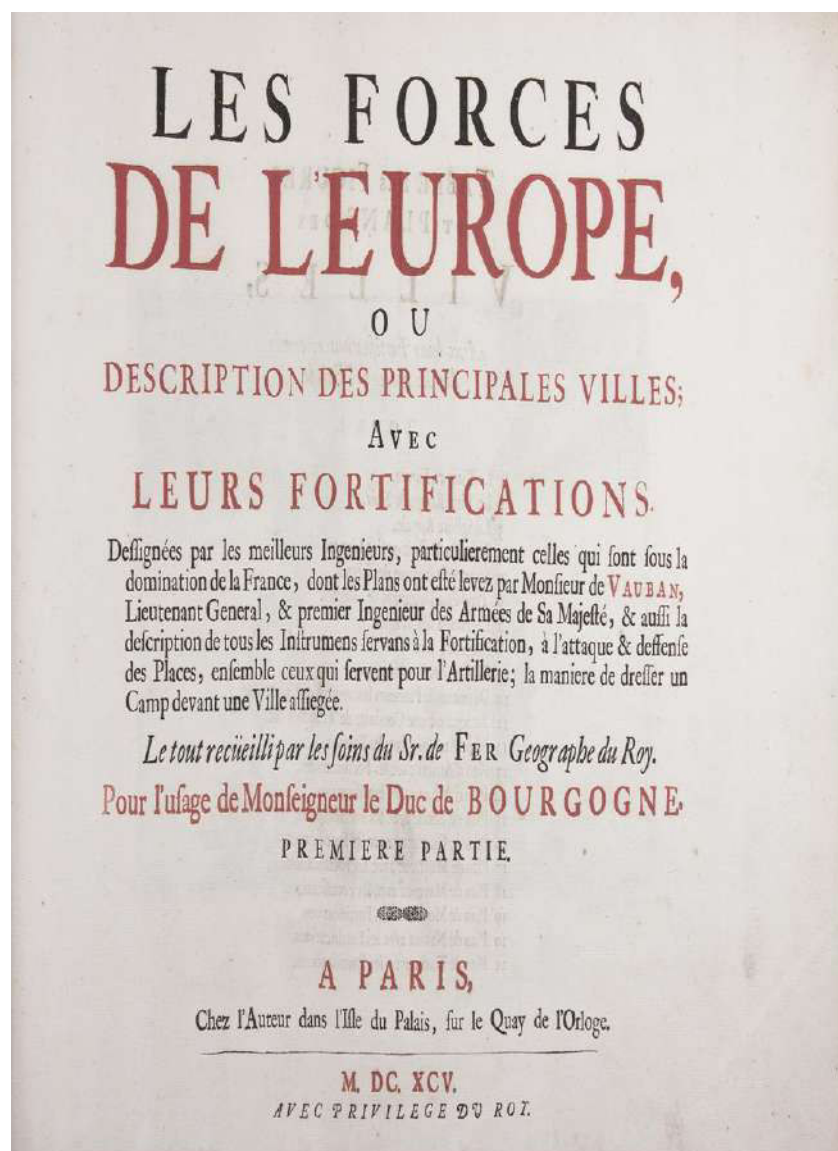 LES FORCES
DE L'EUROPE,
OU
DESCRIPTION DES PRINCIPALES VILLES;
AVEC
LEURS FORTIFICATIONS.
Deſſignées par les meilleurs Ingenieurs, particulierement celles qui ſont ſous la
domination de la France, dont les Plans ont eſté levez par Monſieur de VAUBAN,
Lieutenant General, & premier Ingenieur des Armées de Sa Majeſté, & auſſi la
deſcription de tous les Inſtrumens ſervans à la Fortification, à l'attaque & deffenſe
des Places, enſemble ceux qui ſervent pour l'Artillerie; la maniere de dreſſer un
Camp devant une Ville aſſiegée.
Le tout recüeilli par les ſoins du Sr. de FER Geographe du Roy.
Pour l'uſage de Monſeigneur le Duc de BOURGOGNE.
PREMIERE PARTIE.
A PARIS,
Chez l'Auteur dans l'Iſle du Palais, ſur le Quay de l'Orloge.
M. DC. XCV.
AVEC PRIVILEGE DU ROY.